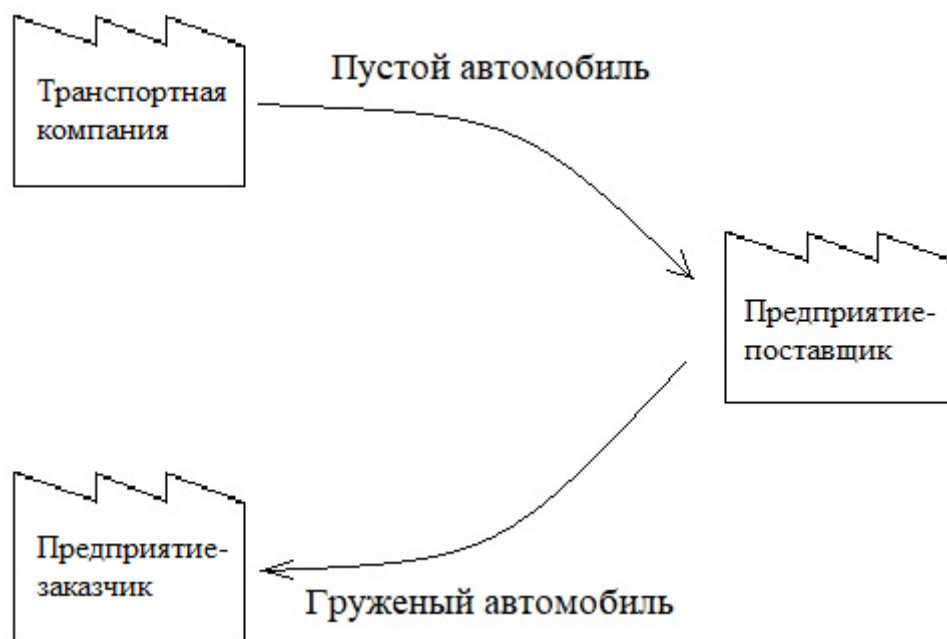 Пустой автомобиль
Транспортная
компания
Предприятие-
поставщик
Предприятие-
заказчик
Груженый автомобиль